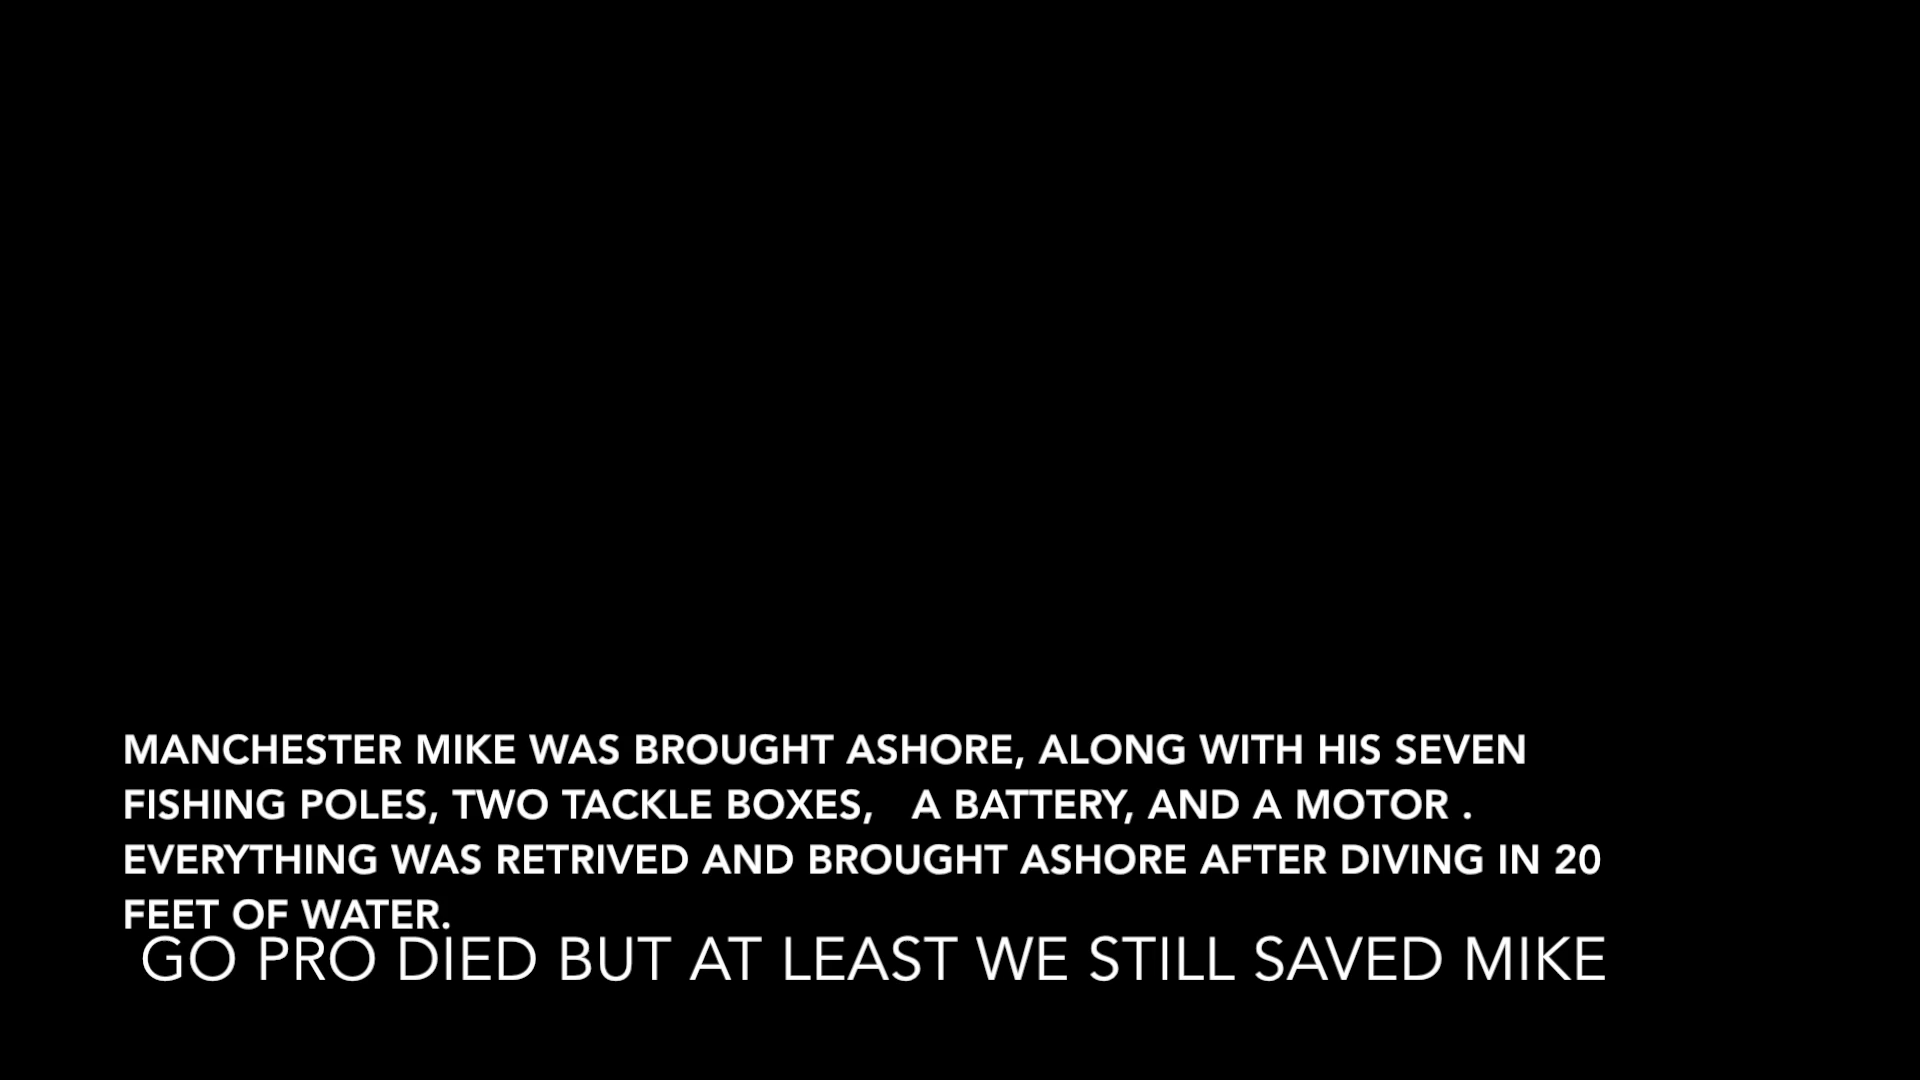 MANCHESTER MIKE WAS BROUGHT ASHORE, ALONG WITH HIS SEVEN
FISHING POLES, TWO TACKLE BOXES,   A BATTERY, AND A MOTOR .
EVERYTHING WAS RETRIVED AND BROUGHT ASHORE AFTER DIVING IN 20
FEET OF WATER.
GO PRO DIED BUT AT LEAST WE STILL SAVED MIKE